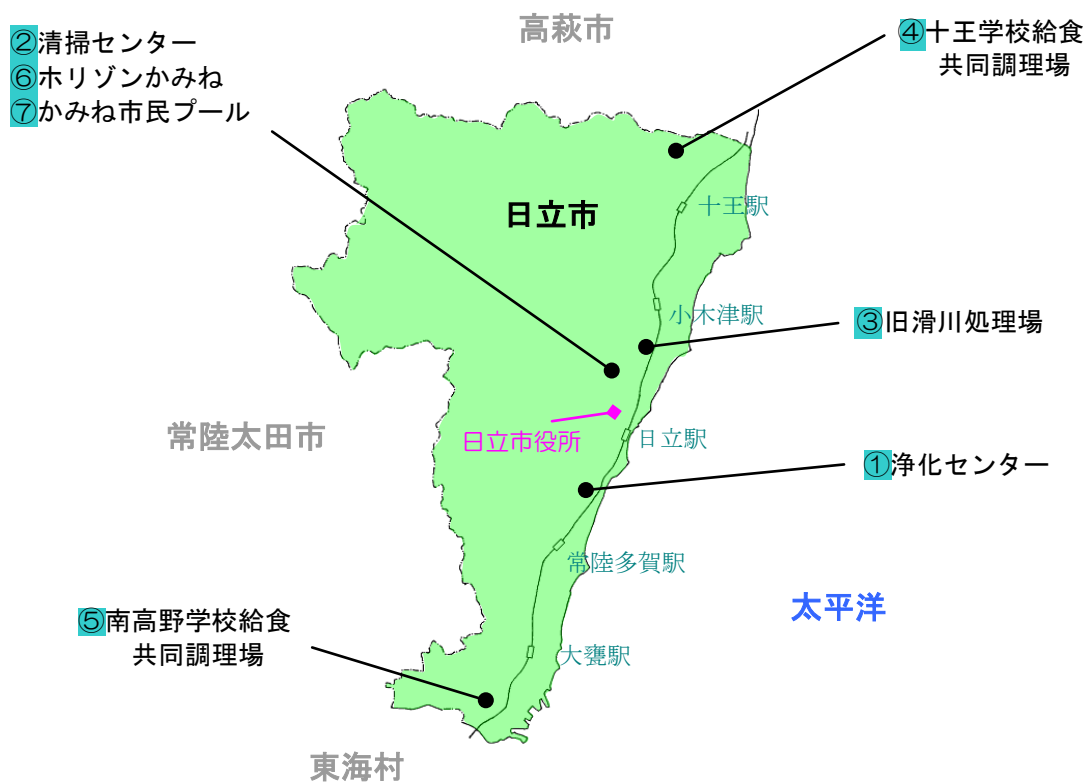 高萩市
②清掃センター
⑥ホリゾンかみね
⑦かみね市民プール
④十王学校給食
共同調理場
日立市
十王駅
小木津駅
③旧滑川処理場
常陸太田市
日立市役所
日立駅
①浄化センター
常陸多賀駅
太平洋
⑤南高野学校給食
共同調理場
大甕駅
東海村